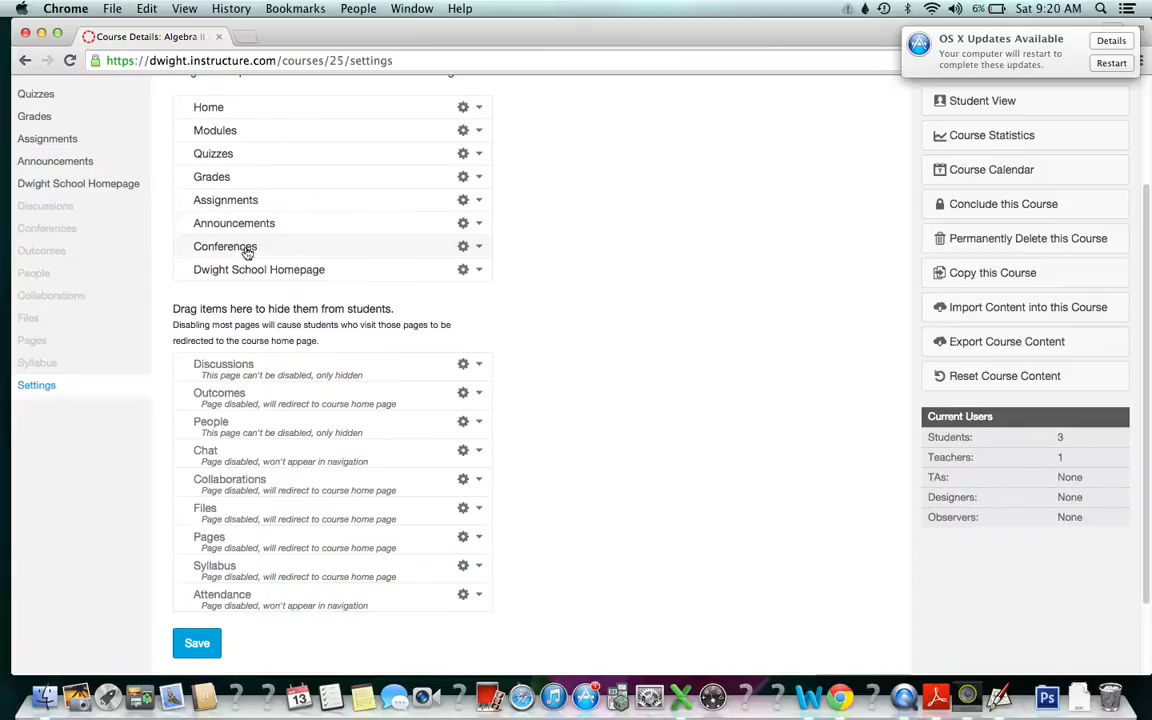 Chrome File Edit View History Bookmarks People Window Help
6% Sat 9:20 AM
Course Details: Algebra II
https://dwight.instructure.com/courses/25/settings
OS X Updates Available
Your computer will restart to complete these updates.
Details
Restart
Quizzes
Grades
Assignments
Announcements
Dwight School Homepage
Discussions
Conferences
Outcomes
People
Collaborations
Files
Pages
Syllabus
Settings
Home
Modules
Quizzes
Grades
Assignments
Announcements
Conferences
Dwight School Homepage
Drag items here to hide them from students.
Disabling most pages will cause students who visit those pages to be
redirected to the course home page.
Discussions
This page can't be disabled, only hidden
Outcomes
Page disabled, will redirect to course home page
People
This page can't be disabled, only hidden
Chat
Page disabled, won't appear in navigation
Collaborations
Page disabled, will redirect to course home page
Files
Page disabled, will redirect to course home page
Pages
Page disabled, will redirect to course home page
Syllabus
Page disabled, will redirect to course home page
Attendance
Page disabled, won't appear in navigation
Save
Student View
Course Statistics
Course Calendar
Conclude this Course
Permanently Delete this Course
Copy this Course
Import Content into this Course
Export Course Content
Reset Course Content
Current Users
Students: 3
Teachers: 1
TAs: None
Designers: None
Observers: None